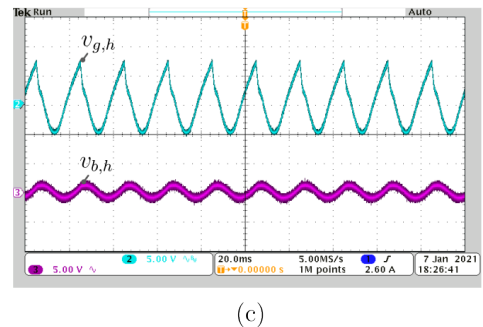 Tek Run Auto
T
T
v_{g,h}
2
v_{b,h}
3
2 5.00 V 20.0ms 5.00MS/s 1 7 Jan 2021
3 5.00 V T→▼0.00000 s 1M points 2.60 A 18:26:41
(c)